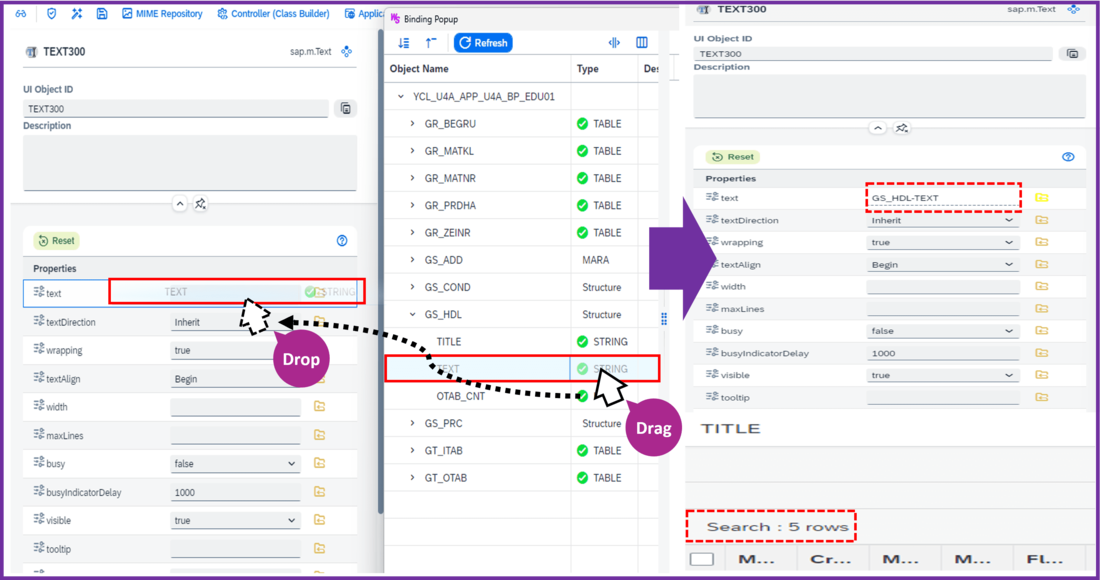 MIME Repository
Controller (Class Builder)
TEXT300
sap.m.Text
UI Object ID
TEXT300
Description
Reset
Properties
text
TEXT
STRING
textDirection
Inherit
wrapping
true
textAlign
Begin
width
maxLines
busy
false
busyIndicatorDelay
1000
visible
true
tooltip
Drop
Binding Popup
Refresh
Object Name
Type
YCL_U4A_APP_U4A_BP_EDU01
GR_BEGRU
TABLE
GR_MATKL
TABLE
GR_MATNR
TABLE
GR_PRDHA
TABLE
GR_ZEINR
TABLE
GS_ADD
MARA
GS_COND
Structure
GS_HDL
Structure
TITLE
STRING
TEXT
STRING
OTAB_CNT
GS_PRC
Structure
GT_ITAB
TABLE
GT_OTAB
TABLE
Drag
TEXT300
sap.m.Text
UI Object ID
TEXT300
Description
Reset
Properties
text
GS_HDL-TEXT
textDirection
Inherit
wrapping
true
textAlign
Begin
width
maxLines
busy
false
busyIndicatorDelay
1000
visible
true
tooltip
TITLE
Search : 5 rows
M...
Cr...
M...
M...
FL...